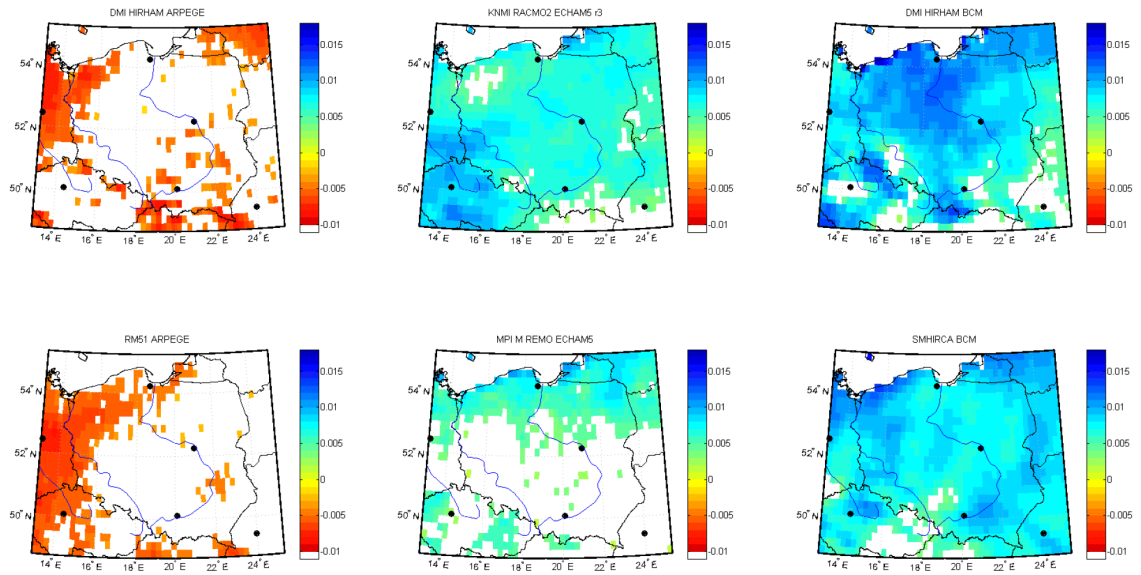 DMI HIRHAM ARPEGE
54° N
52° N
50° N
14° E
16° E
18° E
20° E
22° E
24° E
0.015
0.01
0.005
0
-0.005
-0.01
KNMI RACMO2 ECHAM5 r3
54° N
52° N
50° N
14° E
16° E
18° E
20° E
22° E
24° E
0.015
0.01
0.005
0
-0.005
-0.01
DMI HIRHAM BCM
54° N
52° N
50° N
14° E
16° E
18° E
20° E
22° E
24° E
0.015
0.01
0.005
0
-0.005
-0.01
RM51 ARPEGE
54° N
52° N
50° N
14° E
16° E
18° E
20° E
22° E
24° E
0.015
0.01
0.005
0
-0.005
-0.01
MPI M REMO ECHAM5
54° N
52° N
50° N
14° E
16° E
18° E
20° E
22° E
24° E
0.015
0.01
0.005
0
-0.005
-0.01
SMHIRCA BCM
54° N
52° N
50° N
14° E
16° E
18° E
20° E
22° E
24° E
0.015
0.01
0.005
0
-0.005
-0.01